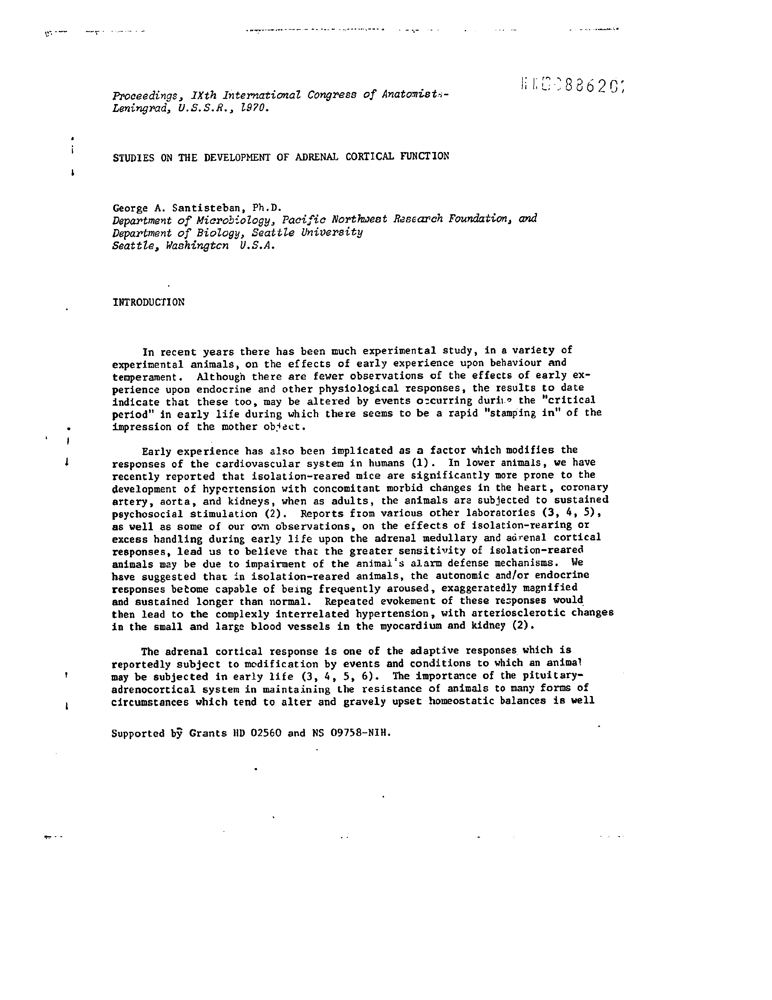 Proceedings, IXth International Congress of Anatomists-
Leningrad, U.S.S.R., 1970.
STUDIES ON THE DEVELOPMENT OF ADRENAL CORTICAL FUNCTION
George A. Santisteban, Ph.D.
Department of Microbiology, Pacific Northwest Research Foundation, and
Department of Biology, Seattle University
Seattle, Washington U.S.A.
INTRODUCTION
In recent years there has been much experimental study, in a variety of
experimental animals, on the effects of early experience upon behaviour and
temperament. Although there are fewer observations of the effects of early ex-
perience upon endocrine and other physiological responses, the results to date
indicate that these too, may be altered by events occurring during the "critical
period" in early life during which there seems to be a rapid "stamping in" of the
impression of the mother object.
Early experience has also been implicated as a factor which modifies the
responses of the cardiovascular system in humans (1). In lower animals, we have
recently reported that isolation-reared mice are significantly more prone to the
development of hypertension with concomitant morbid changes in the heart, coronary
artery, aorta, and kidneys, when as adults, the animals are subjected to sustained
psychosocial stimulation (2). Reports from various other laboratories (3, 4, 5),
as well as some of our own observations, on the effects of isolation-rearing or
excess handling during early life upon the adrenal medullary and adrenal cortical
responses, lead us to believe that the greater sensitivity of isolation-reared
animals may be due to impairment of the animal's alarm defense mechanisms. We
have suggested that in isolation-reared animals, the autonomic and/or endocrine
responses become capable of being frequently aroused, exaggeratedly magnified
and sustained longer than normal. Repeated evokement of these responses would
then lead to the complexly interrelated hypertension, with arteriosclerotic changes
in the small and large blood vessels in the myocardium and kidney (2).
The adrenal cortical response is one of the adaptive responses which is
reportedly subject to modification by events and conditions to which an animal
may be subjected in early life (3, 4, 5, 6). The importance of the pituitary-
adrenocortical system in maintaining the resistance of animals to many forms of
circumstances which tend to alter and gravely upset homeostatic balances is well
Supported by Grants HD 02560 and NS 09758-NIH.